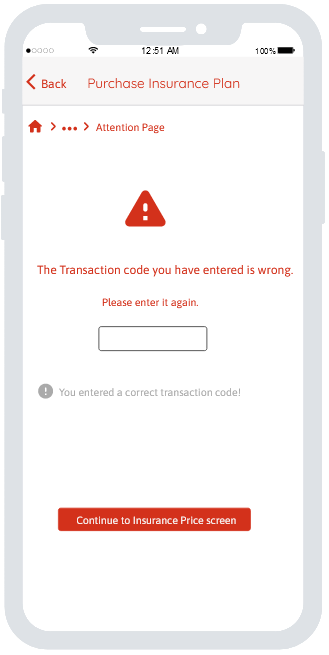 12:51 AM
100%
Back
Purchase Insurance Plan
Attention Page
The Transaction code you have entered is wrong.
Please enter it again.
You entered a correct transaction code!
Continue to Insurance Price screen